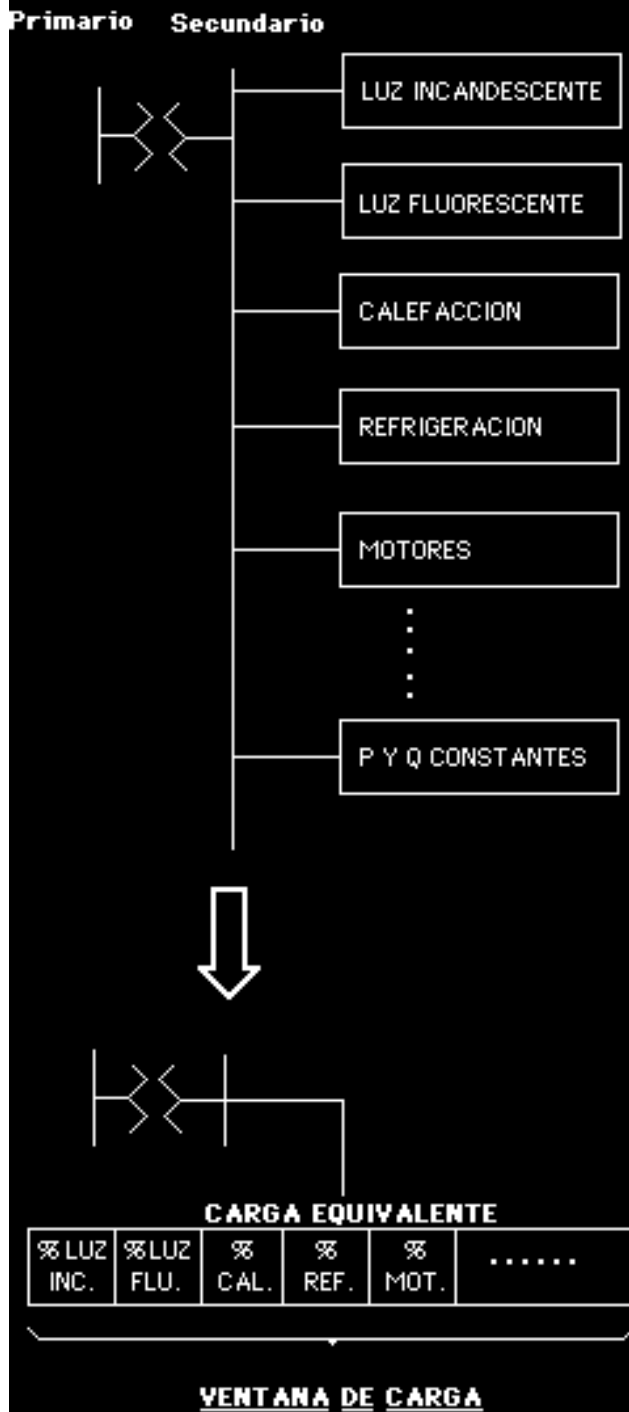 Primario Secundario
LUZ INCANDESCENTE
LUZ FLUORESCENTE
CALEFACCION
REFRIGERACION
MOTORES
P Y Q CONSTANTES
CARGA EQUIVALENTE
% LUZ % LUZ % % %
INC. FLU. CAL. REF. MOT. ......
VENTANA DE CARGA